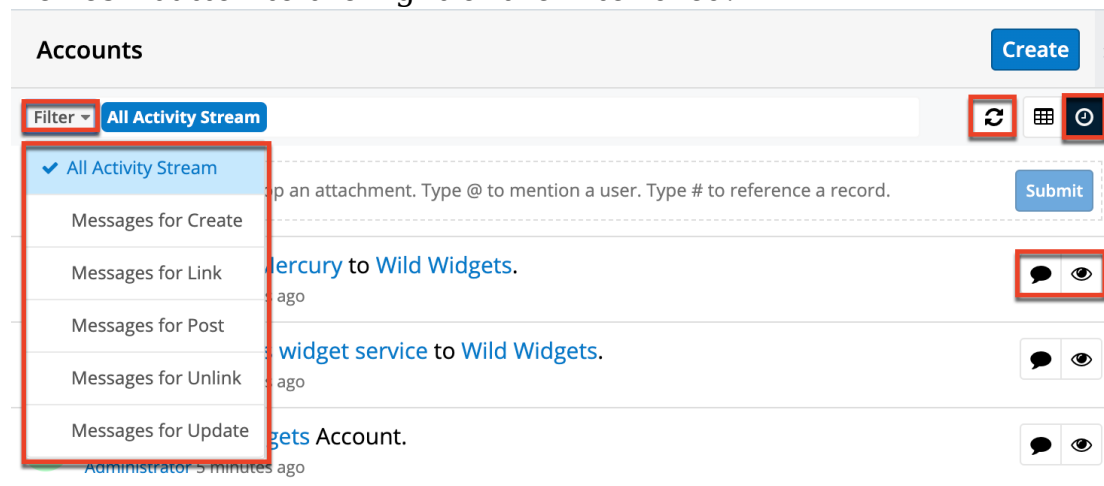 Accounts
Create
Filter
All Activity Stream
All Activity Stream
an attachment. Type @ to mention a user. Type # to reference a record.
Submit
Messages for Create
Messages for Link
to Wild Widgets.
ago
Messages for Post
widget service to Wild Widgets.
ago
Messages for Unlink
Messages for Update
Account.
Administrator 5 minutes ago